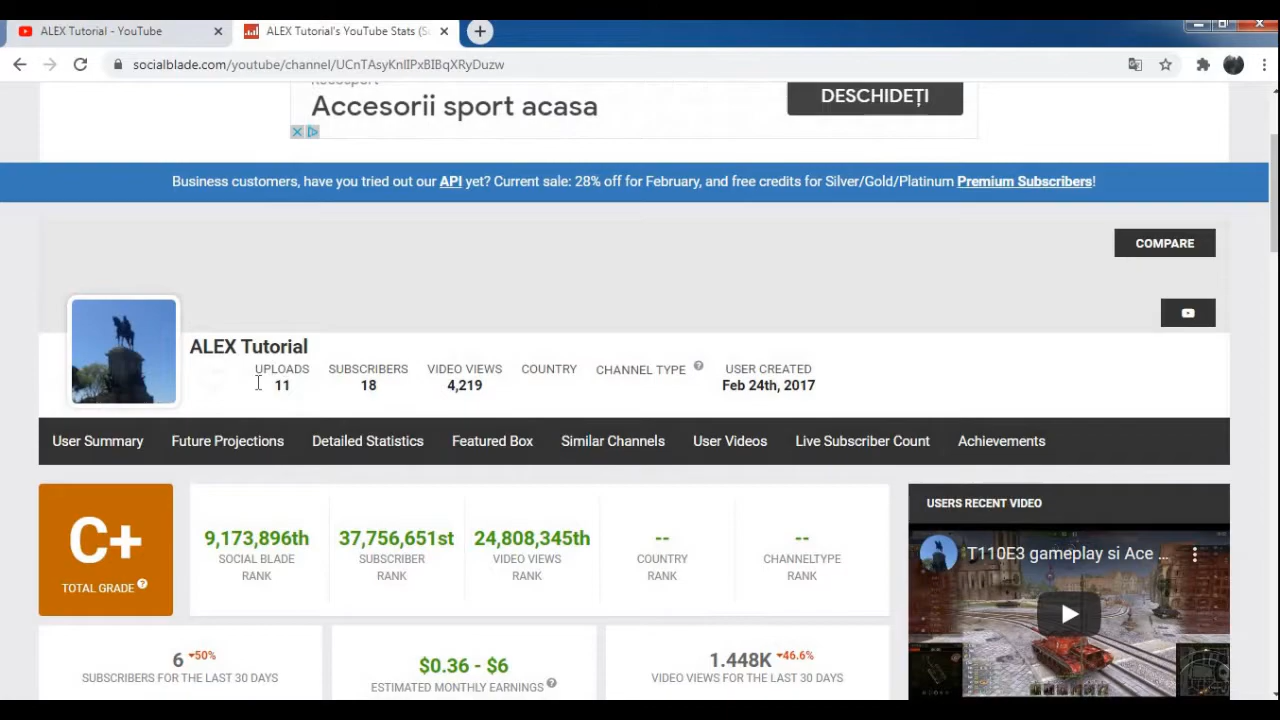 ALEX Tutorial - YouTube
ALEX Tutorial's YouTube Stats (S
socialblade.com/youtube/channel/UCnTAsyKnIIPxBIBqXRyDuzw
Accesorii sport acasa
DESCHIDEȚI
Business customers, have you tried out our API yet? Current sale: 28% off for February, and free credits for Silver/Gold/Platinum Premium Subscribers!
COMPARE
ALEX Tutorial
UPLOADS SUBSCRIBERS VIDEO VIEWS COUNTRY CHANNEL TYPE ? USER CREATED
11 18 4,219 Feb 24th, 2017
User Summary Future Projections Detailed Statistics Featured Box Similar Channels User Videos Live Subscriber Count Achievements
C+
TOTAL GRADE ?
9,173,896th
SOCIAL BLADE
RANK
37,756,651st
SUBSCRIBER
RANK
24,808,345th
VIDEO VIEWS
RANK
--
COUNTRY
RANK
--
CHANNELTYPE
RANK
USERS RECENT VIDEO
T110E3 gameplay si Ace ...
6 50%
SUBSCRIBERS FOR THE LAST 30 DAYS
$0.36 - $6
ESTIMATED MONTHLY EARNINGS ?
1.448K 46.6%
VIDEO VIEWS FOR THE LAST 30 DAYS